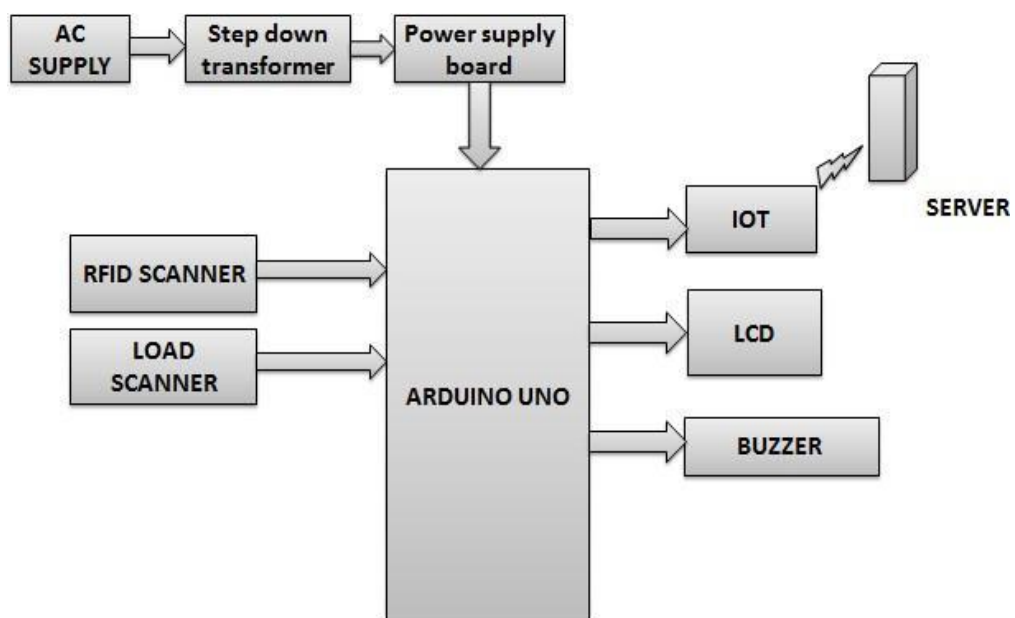 AC
SUPPLY
Step down
transformer
Power supply
board
SERVER
IOT
RFID SCANNER
LOAD
SCANNER
LCD
ARDUINO UNO
BUZZER